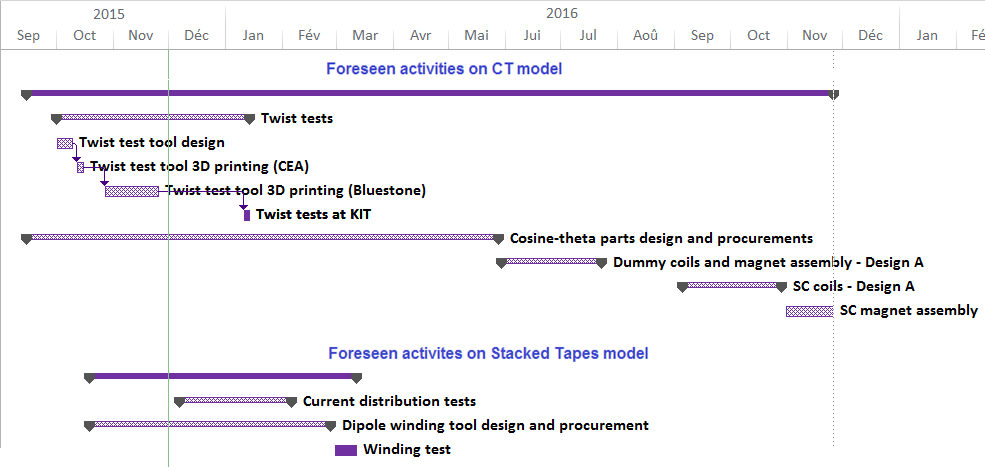 2015 2016
Sep Oct Nov Déc Jan Fév Mar Avr Mai Jui Jul Aoû Sep Oct Nov Déc Jan Fé
Foreseen activities on CT model
Twist tests
Twist test tool design
Twist test tool 3D printing (CEA)
Twist test tool 3D printing (Bluestone)
Twist tests at KIT
Cosine-theta parts design and procurements
Dummy coils and magnet assembly - Design A
SC coils - Design A
SC magnet assembly
Foreseen activites on Stacked Tapes model
Current distribution tests
Dipole winding tool design and procurement
Winding test